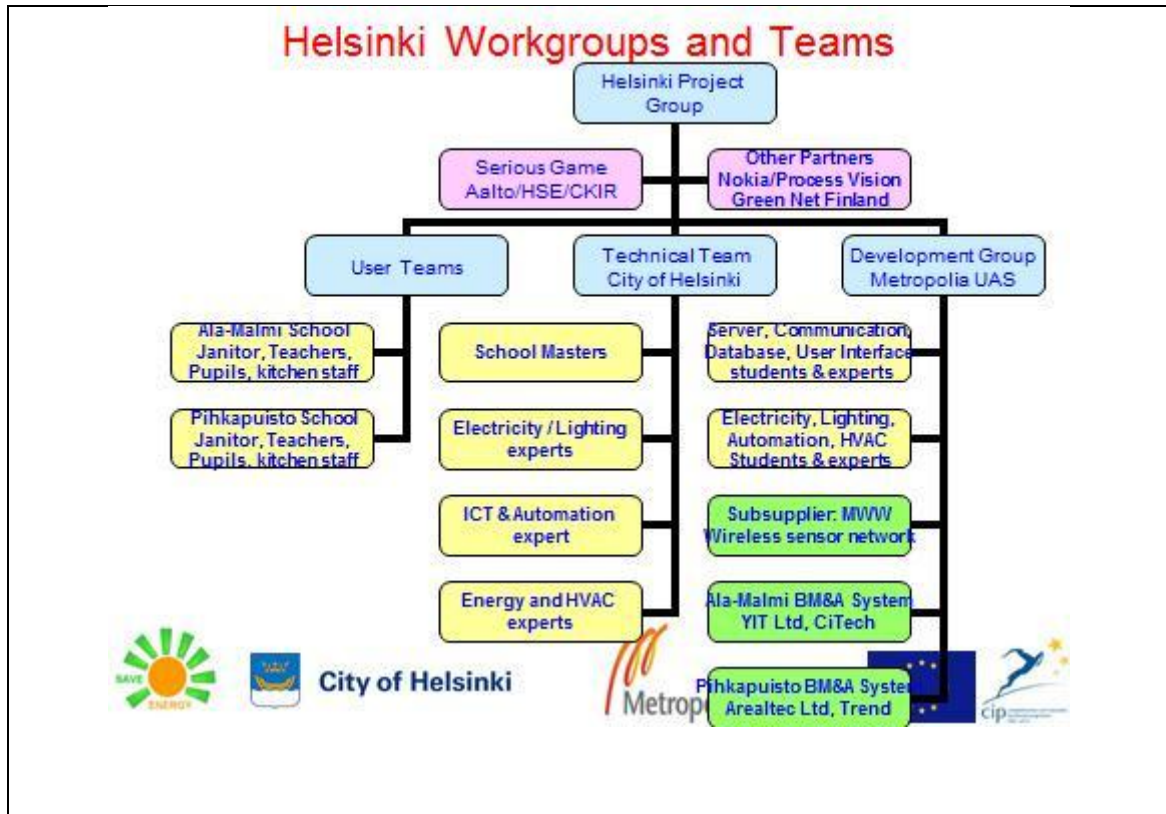 Helsinki Workgroups and Teams
Helsinki Project
Group
Serious Game
Aalto/HSE/CKIR
Other Partners
Nokia/Process Vision
Green Net Finland
User Teams
Technical Team
City of Helsinki
Development Group
Metropolia UAS
Ala-Malmi School
Janitor, Teachers,
Pupils, kitchen staff
Pihkapuisto School
Janitor, Teachers,
Pupils, kitchen staff
School Masters
Electricity / Lighting
experts
ICT & Automation
expert
Energy and HVAC
experts
Server, Communication,
Database, User Interface
students & experts
Electricity, Lighting,
Automation, HVAC
Students & experts
Subsupplier: MWW
Wireless sensor network
Ala-Malmi BM&A System
YIT Ltd, CiTech
Pihkapuisto BM&A System
Arealtec Ltd, Trend
SAVE
ENERGY
City of Helsinki
Metrop
cip